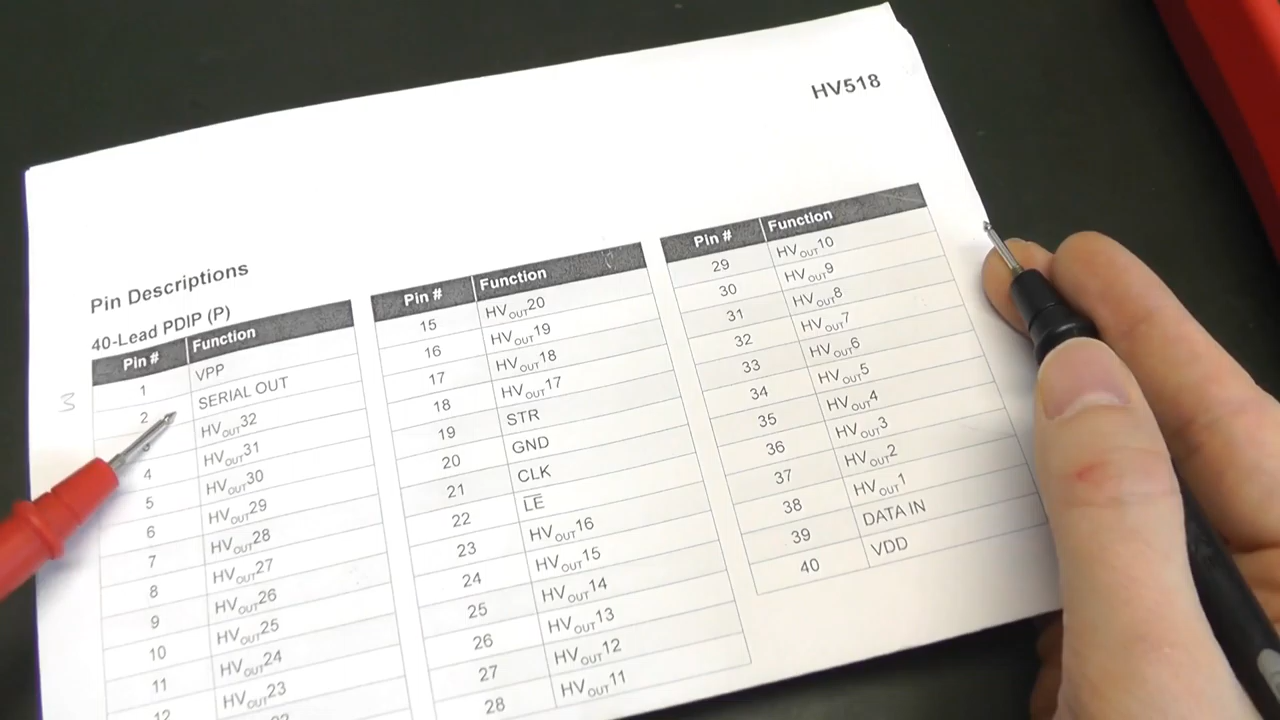 HV518
Pin Descriptions
40-Lead PDIP (P)
Pin # Function
1 VPP
2 SERIAL OUT
3 HVOUT32
4 HVOUT31
5 HVOUT30
6 HVOUT29
7 HVOUT28
8 HVOUT27
9 HVOUT26
10 HVOUT25
11 HVOUT24
12 HVOUT23
3
Pin # Function
15 HVOUT20
16 HVOUT19
17 HVOUT18
18 HVOUT17
19 STR
20 GND
21 CLK
22 L̅E̅
23 HVOUT16
24 HVOUT15
25 HVOUT14
26 HVOUT13
27 HVOUT12
28 HVOUT11
Pin # Function
29 HVOUT10
30 HVOUT9
31 HVOUT8
32 HVOUT7
33 HVOUT6
34 HVOUT5
35 HVOUT4
36 HVOUT3
37 HVOUT2
38 HVOUT1
39 DATA IN
40 VDD